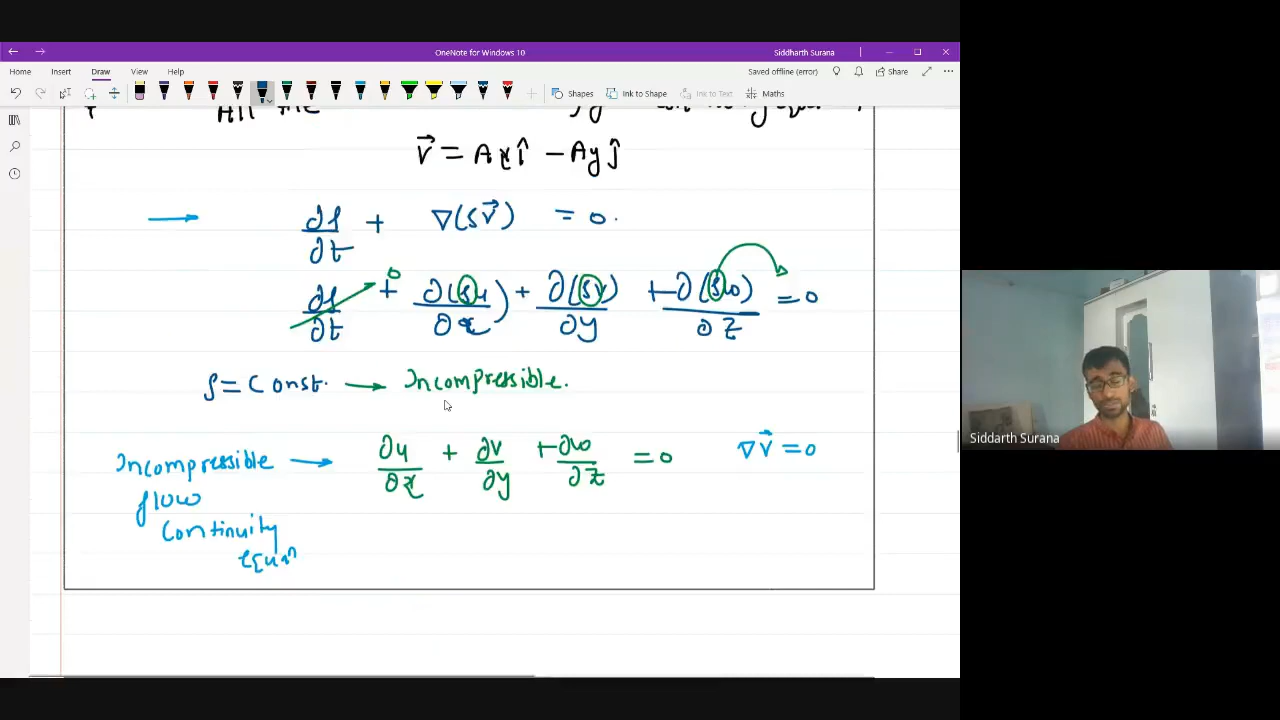 OneNote for Windows 10
Siddharth Surana
Home Insert Draw View Help
Saved offline (error)
Share
Shapes Ink to Shape Ink to Text Maths
V⃗ = Axî − Ayĵ
∂ρ/∂t + ∇(ρV⃗) = 0.
∂ρ/∂t + ∂(ρu)/∂x + ∂(ρv)/∂y + ∂(ρw)/∂z = 0
0
ρ = Const. → Incompressible.
Incompressible → ∂u/∂x + ∂v/∂y + ∂w/∂z = 0 ∇V⃗ = 0
flow
Continuity
equaⁿ
Siddarth Surana